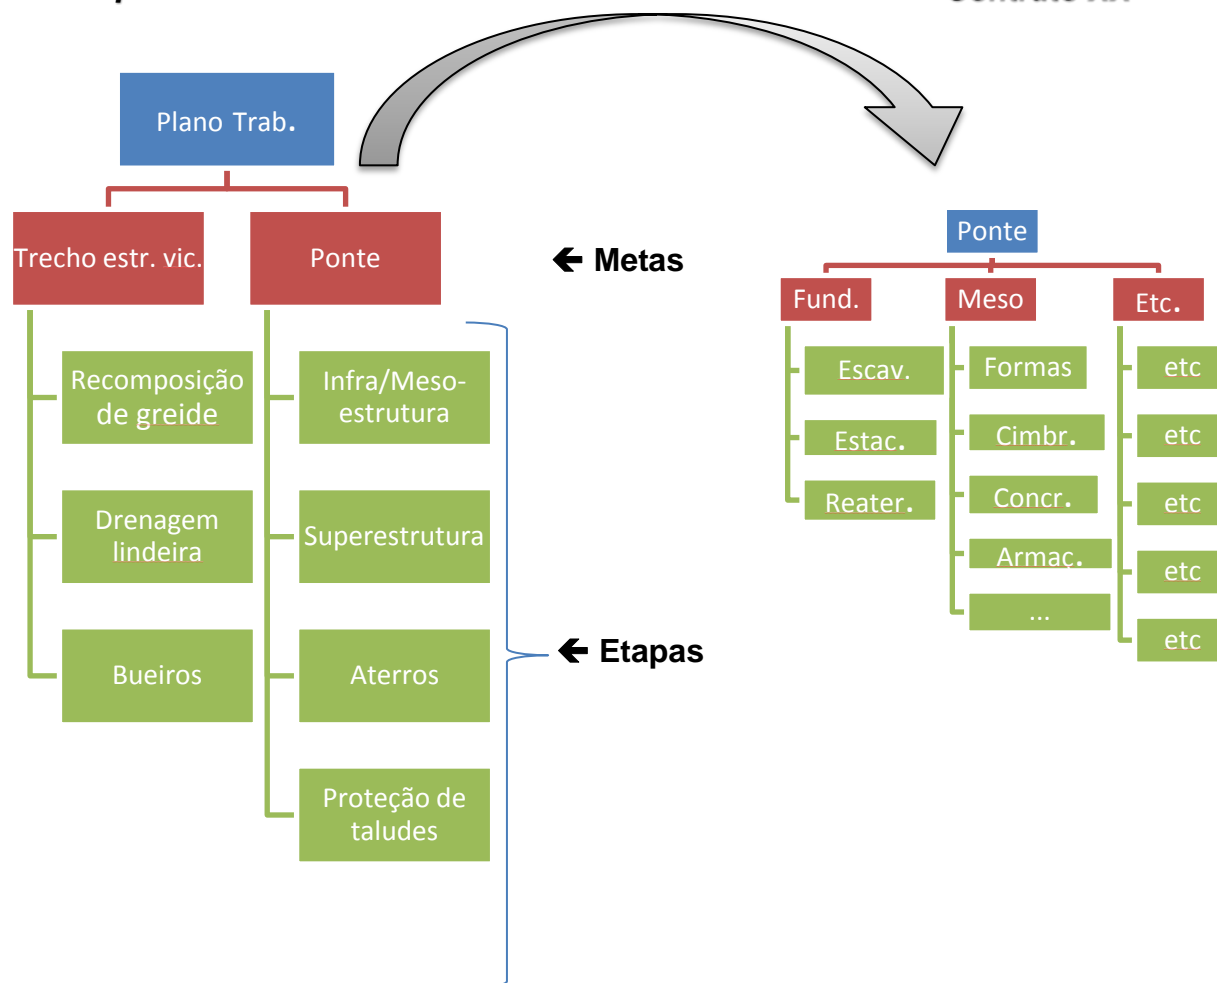 Plano Trab.
Trecho estr. vic.
Ponte
🡸 Metas
Recomposição
de greide
Infra/Meso-
estrutura
Drenagem
lindeira
Superestrutura
🡸 Etapas
Bueiros
Aterros
Proteção de
taludes
Ponte
Fund.
Meso
Etc.
Escav.
Estac.
Reater.
Formas
Cimbr.
Concr.
Armaç.
...
etc
etc
etc
etc
etc